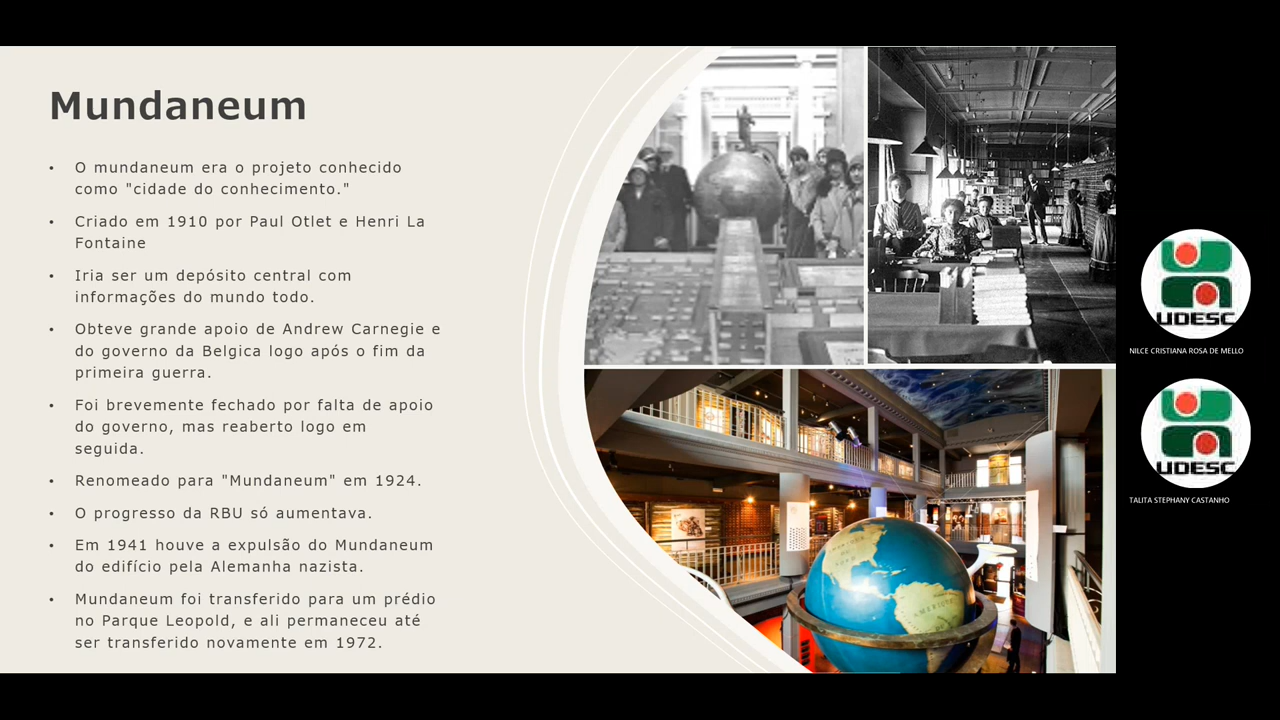 Mundaneum
• O mundaneum era o projeto conhecido
como "cidade do conhecimento."
• Criado em 1910 por Paul Otlet e Henri La
Fontaine
• Iria ser um depósito central com
informações do mundo todo.
• Obteve grande apoio de Andrew Carnegie e
do governo da Belgica logo após o fim da
primeira guerra.
• Foi brevemente fechado por falta de apoio
do governo, mas reaberto logo em
seguida.
• Renomeado para "Mundaneum" em 1924.
• O progresso da RBU só aumentava.
• Em 1941 houve a expulsão do Mundaneum
do edifício pela Alemanha nazista.
• Mundaneum foi transferido para um prédio
no Parque Leopold, e ali permaneceu até
ser transferido novamente em 1972.
UDESC
NILCE CRISTIANA ROSA DE MELLO
UDESC
TALITA STEPHANY CASTANHO